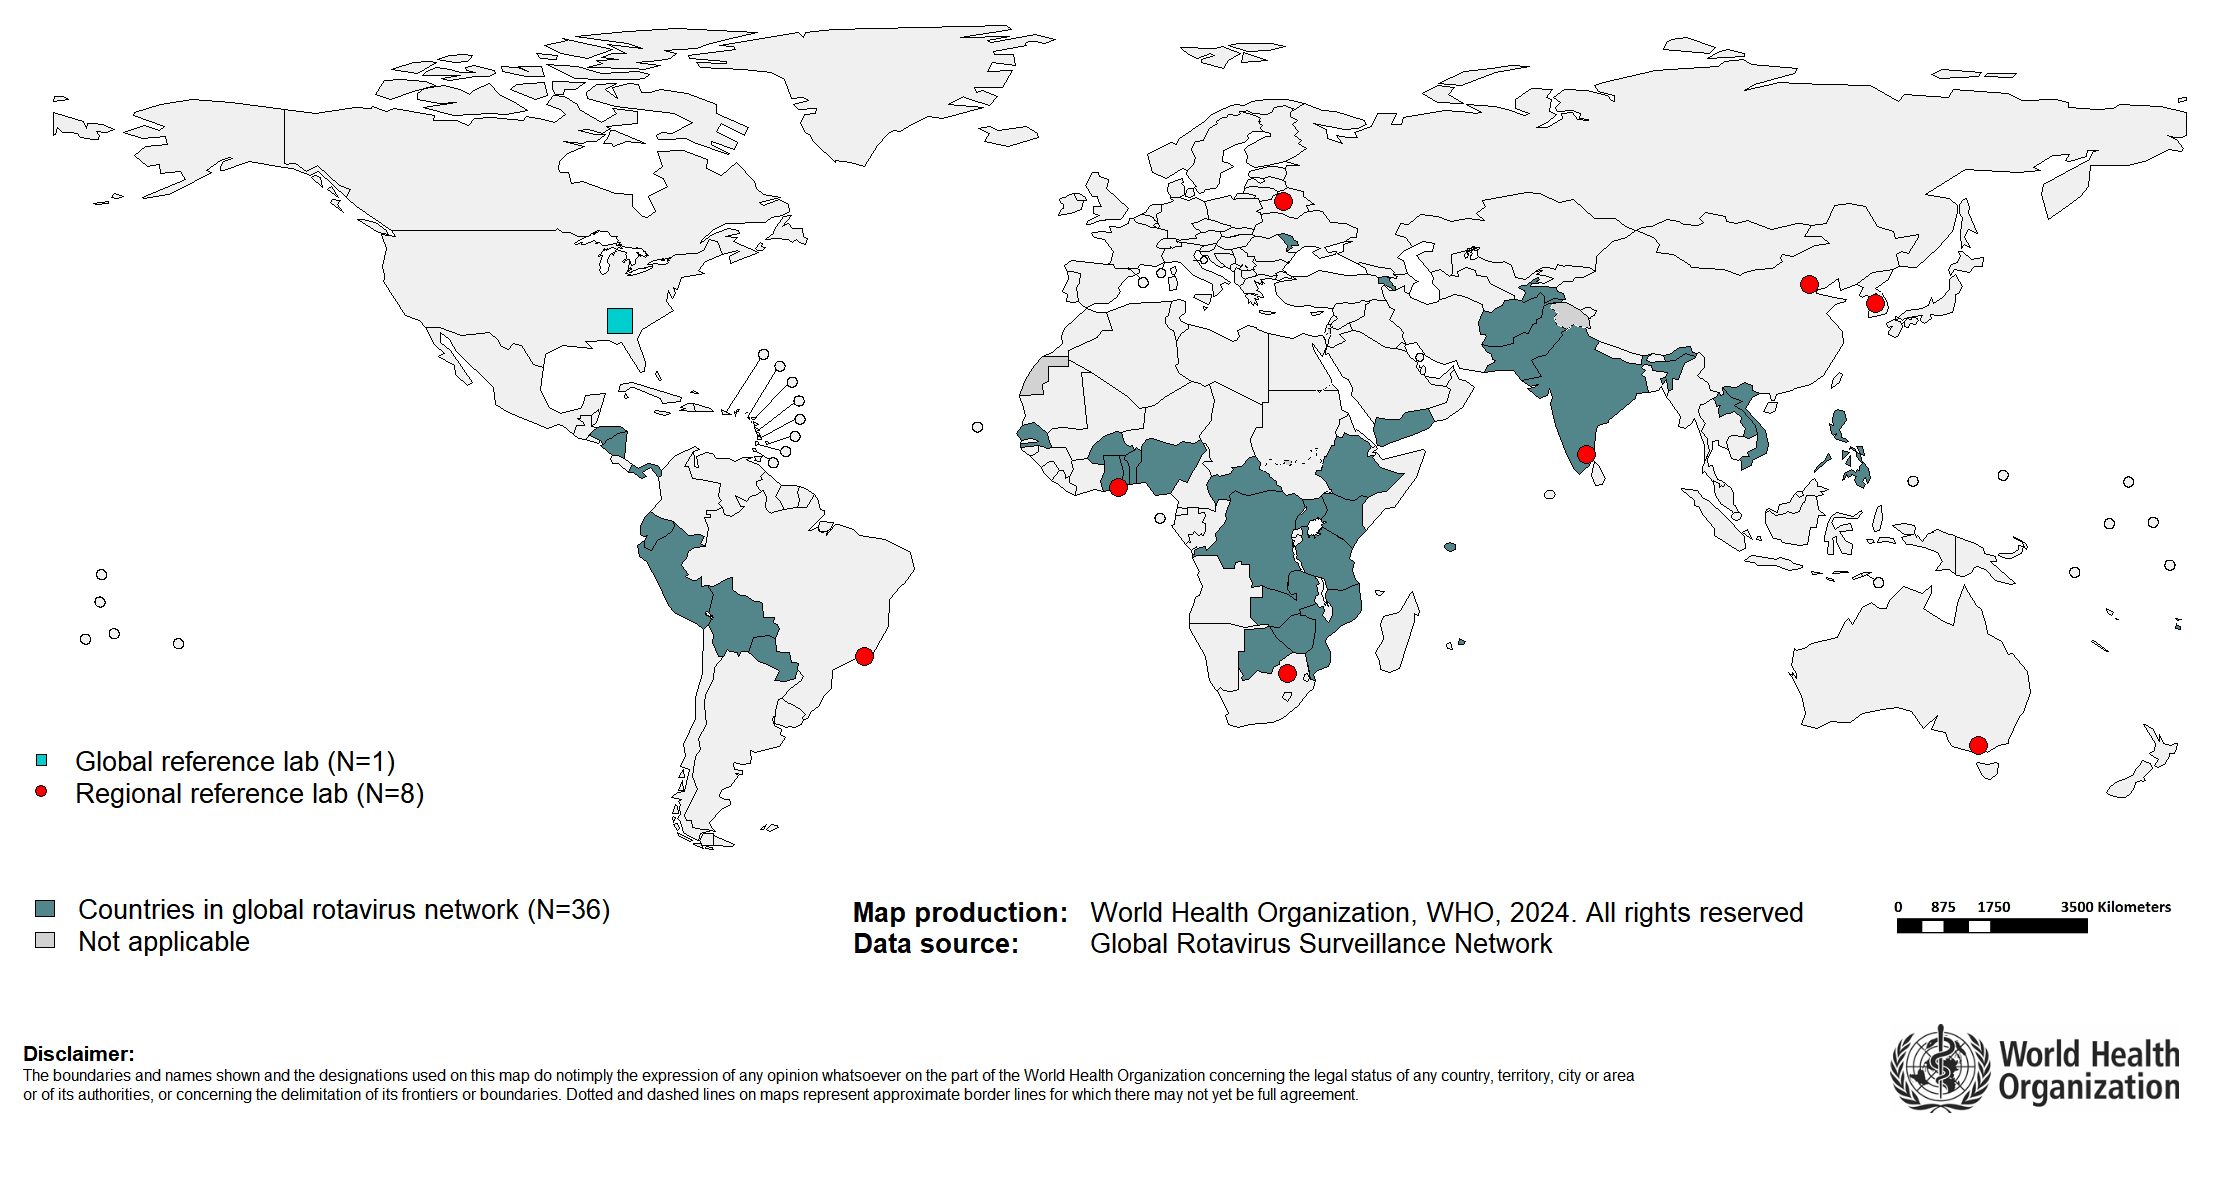 Global reference lab (N=1)
Regional reference lab (N=8)
Countries in global rotavirus network (N=36)
Not applicable
Map production: World Health Organization, WHO, 2024. All rights reserved
Data source: Global Rotavirus Surveillance Network
0 875 1750 3500 Kilometers
Disclaimer:
The boundaries and names shown and the designations used on this map do notimply the expression of any opinion whatsoever on the part of the World Health Organization concerning the legal status of any country, territory, city or area
or of its authorities, or concerning the delimitation of its frontiers or boundaries. Dotted and dashed lines on maps represent approximate border lines for which there may not yet be full agreement.
World Health
Organization